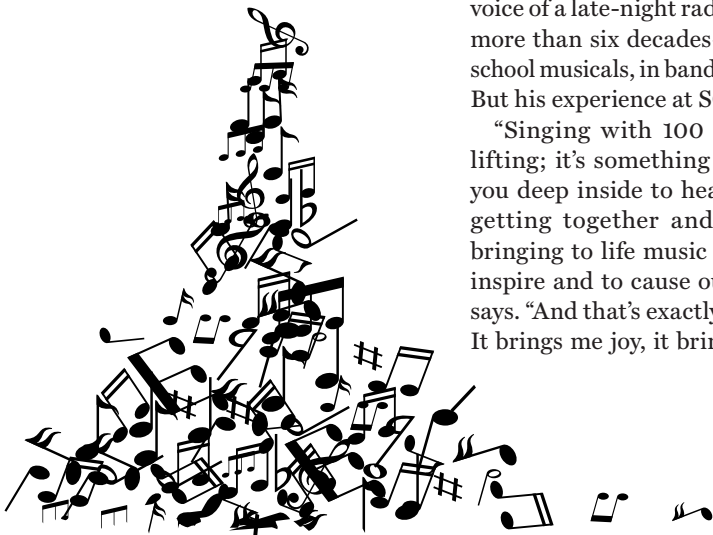 voice of a late-night rad
more than six decades
school musicals, in band
But his experience at S
“Singing with 100
lifting; it’s something
you deep inside to hea
getting together and
bringing to life music
inspire and to cause ou
says. “And that’s exactly
It brings me joy, it brin